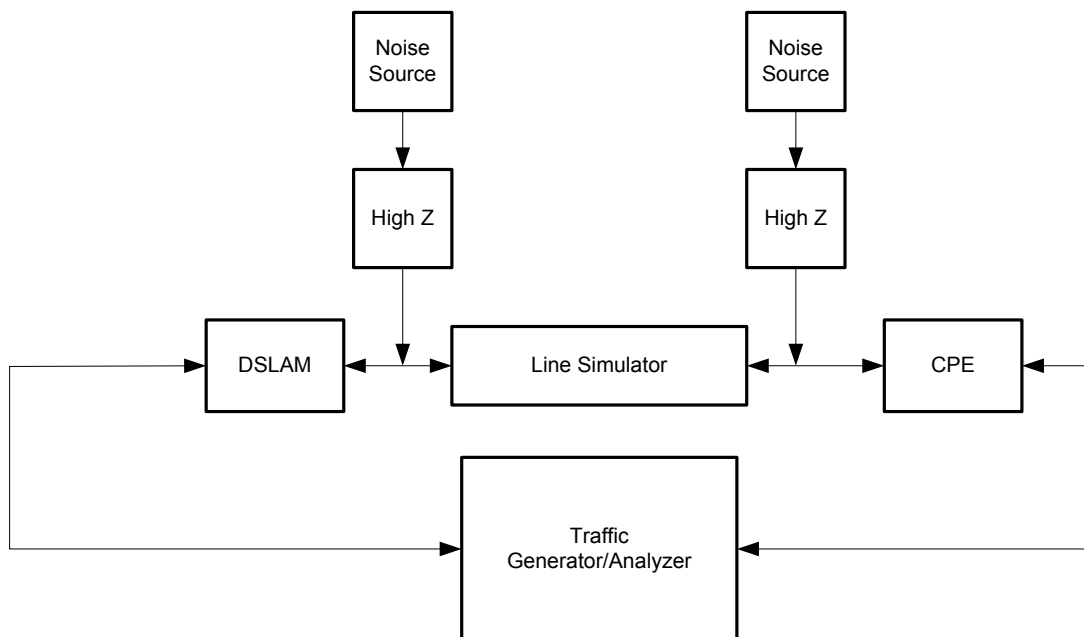 Noise
Source
Noise
Source
High Z
High Z
DSLAM
Line Simulator
CPE
Traffic
Generator/Analyzer